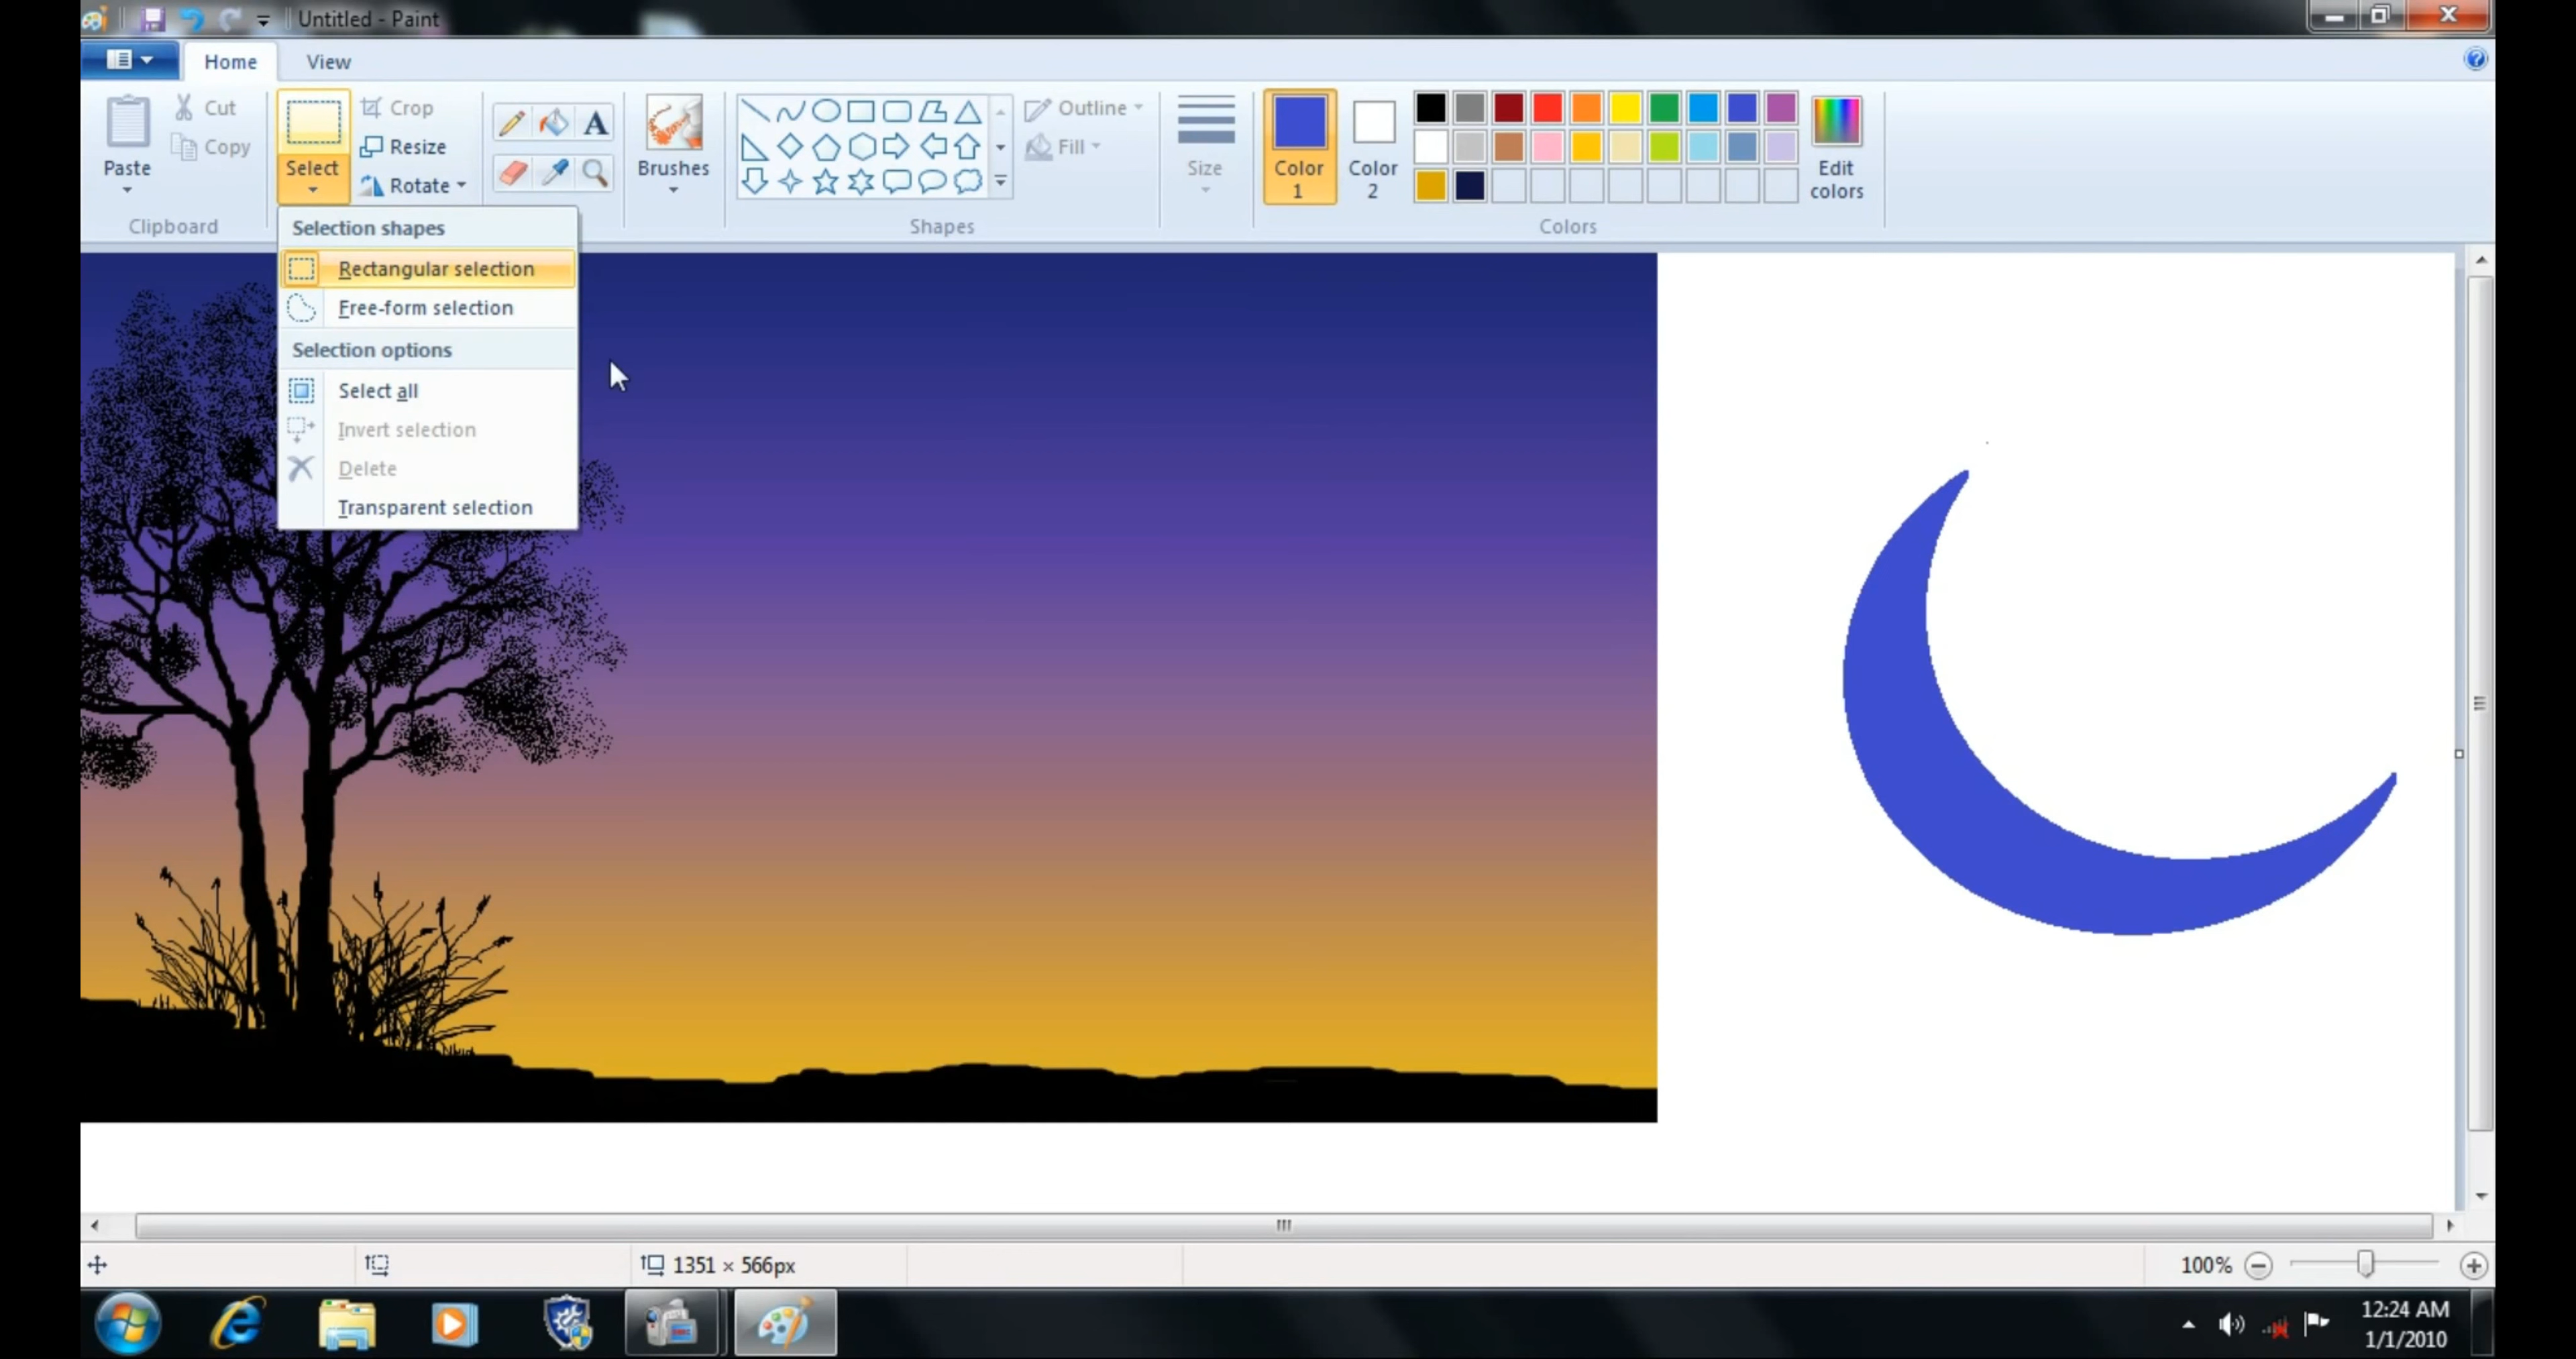 Untitled - Paint
Home
View
Paste
Cut
Copy
Clipboard
Select
Crop
Resize
Rotate
A
Brushes
Outline
Fill
Shapes
Size
Color 1
Color 2
Edit colors
Colors
Selection shapes
Rectangular selection
Free-form selection
Selection options
Select all
Invert selection
Delete
Transparent selection
1351 × 566px
100%
12:24 AM
1/1/2010